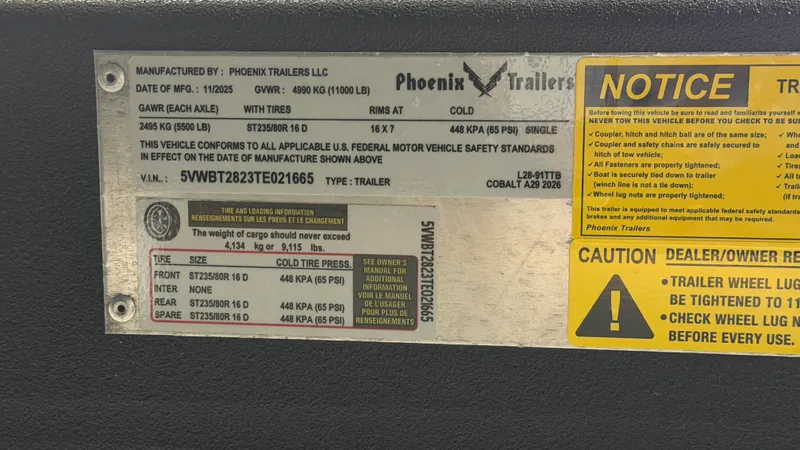 MANUFACTURED BY : PHOENIX TRAILERS LLC
DATE OF MFG. : 11/2025 GVWR : 4990 KG (11000 LB)
Phoenix Trailers
GAWR (EACH AXLE) WITH TIRES RIMS AT COLD
2495 KG (5500 LB) ST235/80R 16 D 16 X 7 448 KPA (65 PSI) SINGLE
THIS VEHICLE CONFORMS TO ALL APPLICABLE U.S. FEDERAL MOTOR VEHICLE SAFETY STANDARDS
IN EFFECT ON THE DATE OF MANUFACTURE SHOWN ABOVE
V.I.N. : 5VWBT2823TE021665 TYPE : TRAILER
L28-91TTB
COBALT A29 2026
TIRE AND LOADING INFORMATION
RENSEIGNEMENTS SUR LES PNEUS ET LE CHARGEMENT
The weight of cargo should never exceed
4,134 kg or 9,115 lbs.
TIRE SIZE COLD TIRE PRESS.
FRONT ST235/80R 16 D 448 KPA (65 PSI)
INTER NONE
REAR ST235/80R 16 D 448 KPA (65 PSI)
SPARE ST235/80R 16 D 448 KPA (65 PSI)
SEE OWNER'S
MANUAL FOR
ADDITIONAL
INFORMATION
VOIR LE MANUEL
DE L'USAGER
POUR PLUS DE
RENSEIGNEMENTS
5VWBT2823TE021665
NOTICE TR
Before towing this vehicle be sure to read and familiarize yourself w
NEVER TOW THIS VEHICLE BEFORE YOU CHECK TO BE SU
✓ Coupler, hitch and hitch ball are of the same size;
✓ Coupler and safety chains are safely secured to
hitch of tow vehicle;
✓ All Fasteners are properly tightened;
✓ Boat is securely tied down to trailer
(winch line is not a tie down);
✓ Wheel lug nuts are properly tightened;
✓ Whe
and
✓ Loa
✓ Tire
✓ All t
✓ Trail
(if tr
This trailer is equipped to meet applicable federal safety standards
brakes and any additional equipment that may be required.
Phoenix Trailers
CAUTION DEALER/OWNER RE
• TRAILER WHEEL LUG
BE TIGHTENED TO 11
• CHECK WHEEL LUG N
BEFORE EVERY USE.